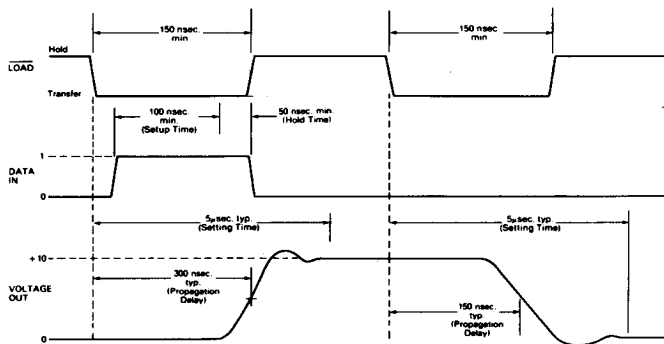 150 nsec.
min
150 nsec.
min
Hold
LOAD
Transfer
100 nsec.
min.
(Setup Time)
50 nsec. min.
(Hold Time)
1
DATA
IN
0
5μsec. typ.
(Setting Time)
5μsec. typ.
(Setting Time)
+ 10
300 nsec.
typ.
(Propagation
Delay)
VOLTAGE
OUT
150 nsec.
typ.
(Propagation
Delay)
0